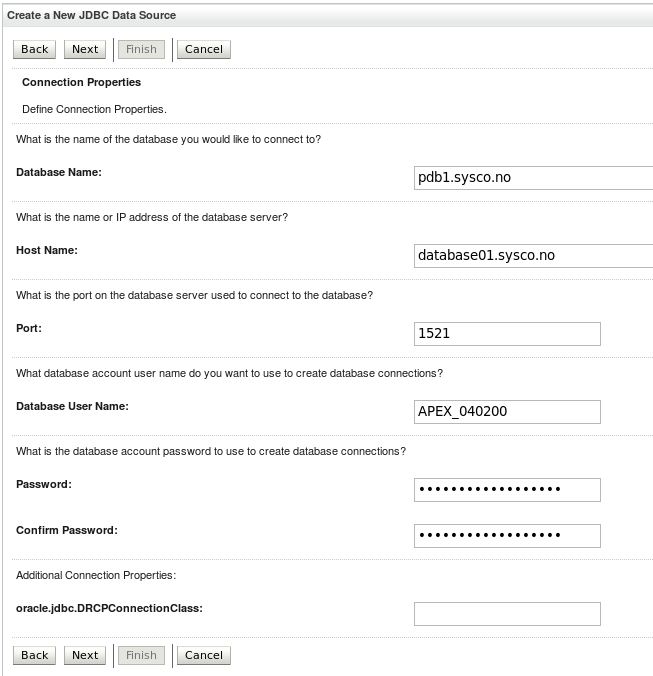 Create a New JDBC Data Source
Back Next Finish Cancel
Connection Properties
Define Connection Properties.
What is the name of the database you would like to connect to?
Database Name: pdb1.sysco.no
What is the name or IP address of the database server?
Host Name: database01.sysco.no
What is the port on the database server used to connect to the database?
Port: 1521
What database account user name do you want to use to create database connections?
Database User Name: APEX_040200
What is the database account password to use to create database connections?
Password: ••••••••••••••••••
Confirm Password: ••••••••••••••••••
Additional Connection Properties:
oracle.jdbc.DRCPConnectionClass:
Back Next Finish Cancel